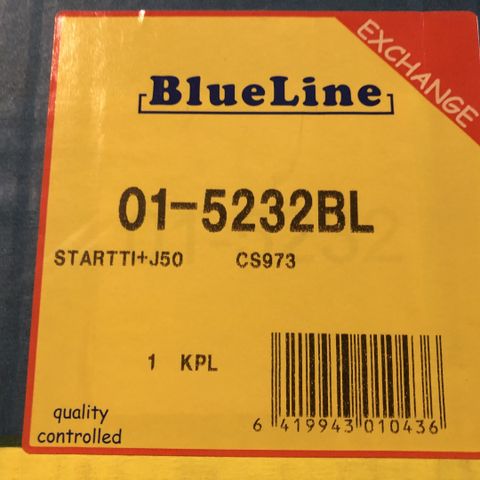 EXCHANGE
BlueLine
01-5232BL
STARTTI+J50 CS973
1 KPL
6 419943 010436
quality
controlled